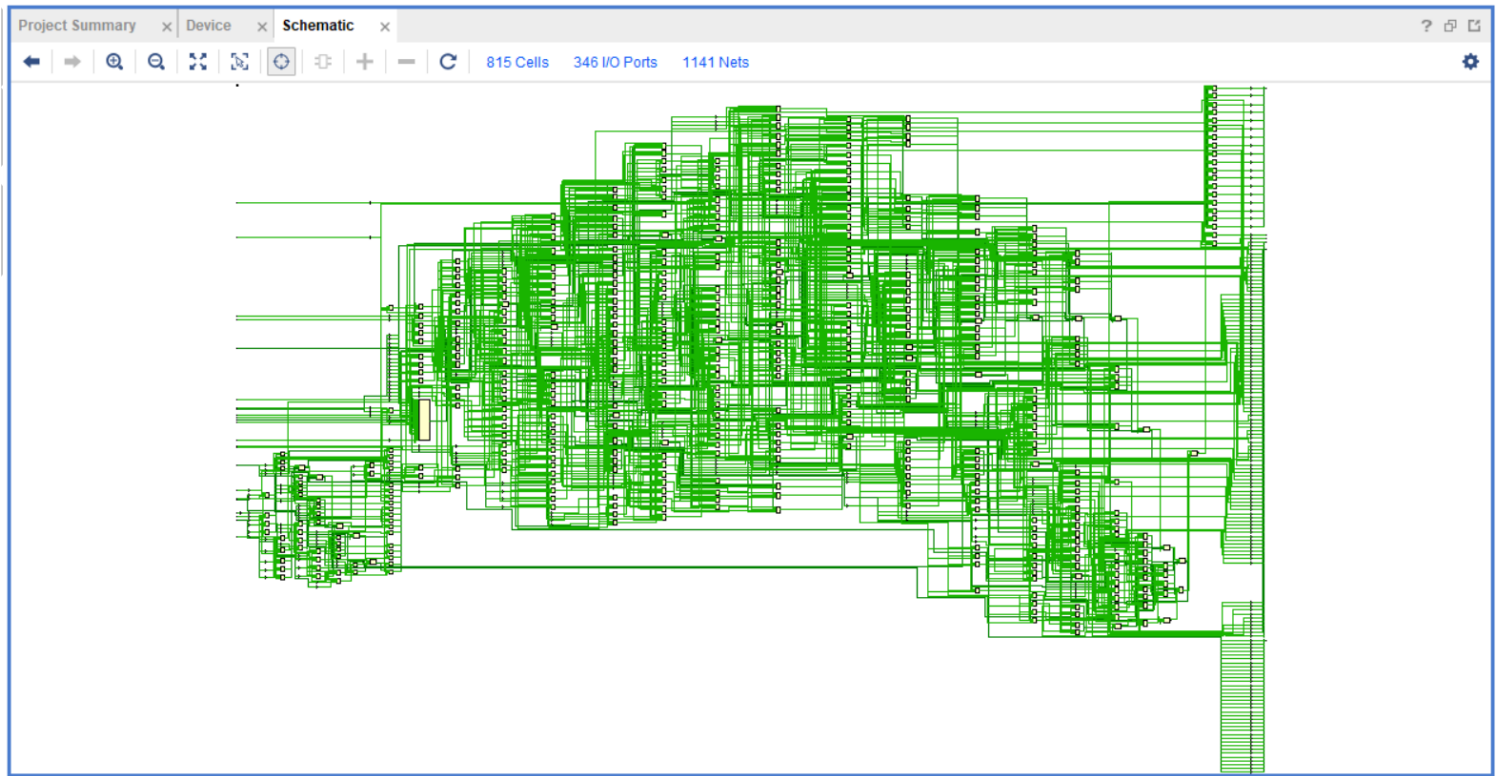 Project Summary × Device × Schematic × ?
815 Cells 346 I/O Ports 1141 Nets